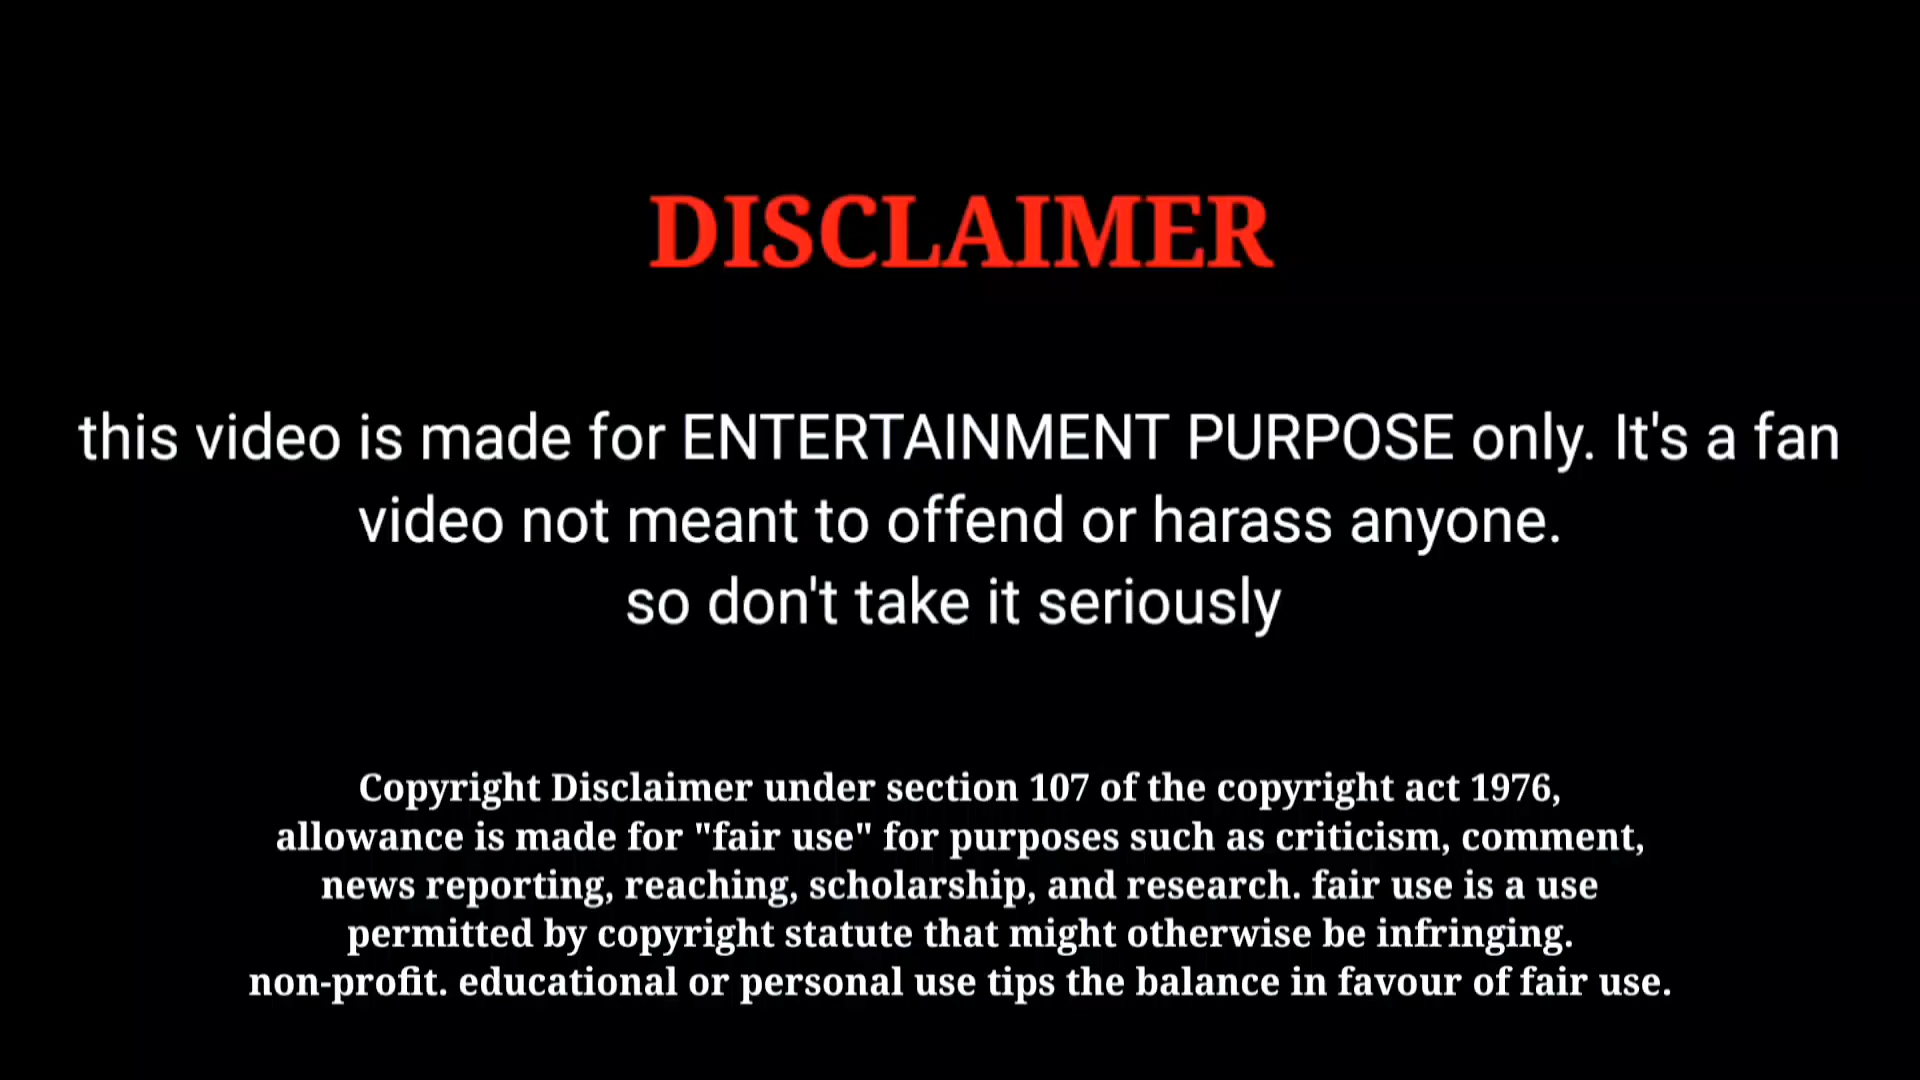 DISCLAIMER
this video is made for ENTERTAINMENT PURPOSE only. It's a fan
video not meant to offend or harass anyone.
so don't take it seriously
Copyright Disclaimer under section 107 of the copyright act 1976,
allowance is made for "fair use" for purposes such as criticism, comment,
news reporting, reaching, scholarship, and research. fair use is a use
permitted by copyright statute that might otherwise be infringing.
non-profit. educational or personal use tips the balance in favour of fair use.